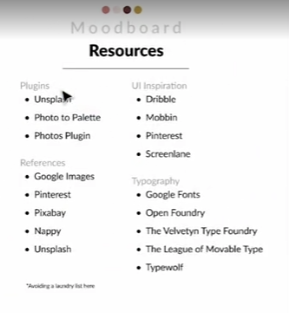 Moodboard
Resources
Plugins
Unsplash
Photo to Palette
Photos Plugin
References
Google Images
Pinterest
Pixabay
Nappy
Unsplash
*Avoiding a laundry list here
UI Inspiration
Dribble
Mobbin
Pinterest
Screenlane
Typography
Google Fonts
Open Foundry
The Velvetyn Type Foundry
The League of Movable Type
Typewolf